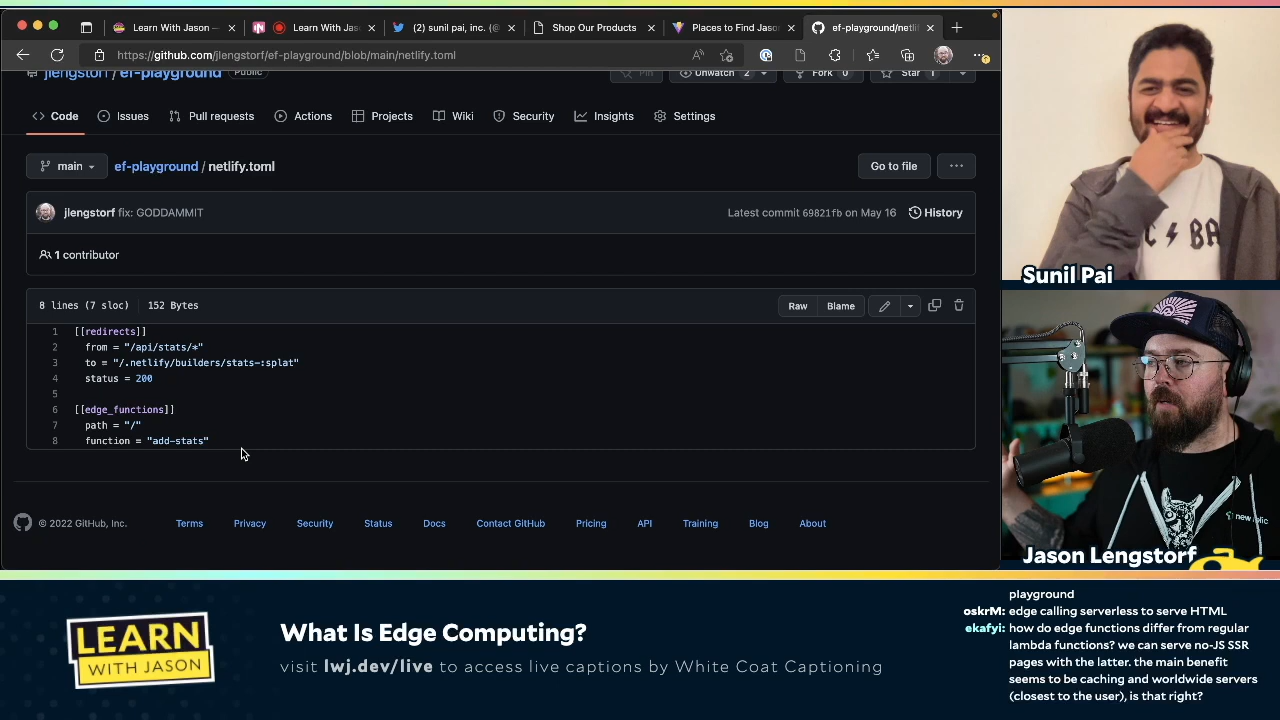 Learn With Jason —
Learn With Jas
(2) sunil pai, inc. (@
Shop Our Products
Places to Find Jason
ef-playground/netli
https://github.com/jlengstorf/ef-playground/blob/main/netlify.toml
jlengstorf / ef-playground
Public
Pin
Unwatch 2
Fork 0
Star 1
Code
Issues
Pull requests
Actions
Projects
Wiki
Security
Insights
Settings
main
ef-playground / netlify.toml
Go to file
jlengstorf fix: GODDAMMIT
Latest commit 69821fb on May 16
History
1 contributor
8 lines (7 sloc)
152 Bytes
Raw
Blame
1 [[redirects]]
2 from = "/api/stats/*"
3 to = "/.netlify/builders/stats-:splat"
4 status = 200
5
6 [[edge_functions]]
7 path = "/"
8 function = "add-stats"
© 2022 GitHub, Inc.
Terms
Privacy
Security
Status
Docs
Contact GitHub
Pricing
API
Training
Blog
About
Sunil Pai
new relic
Jason Lengstorf
LEARN
WITH JASON
What Is Edge Computing?
visit lwj.dev/live to access live captions by White Coat Captioning
playground
oskrM: edge calling serverless to serve HTML
ekafyi: how do edge functions differ from regular
lambda functions? we can serve no-JS SSR
pages with the latter. the main benefit
seems to be caching and worldwide servers
(closest to the user), is that right?